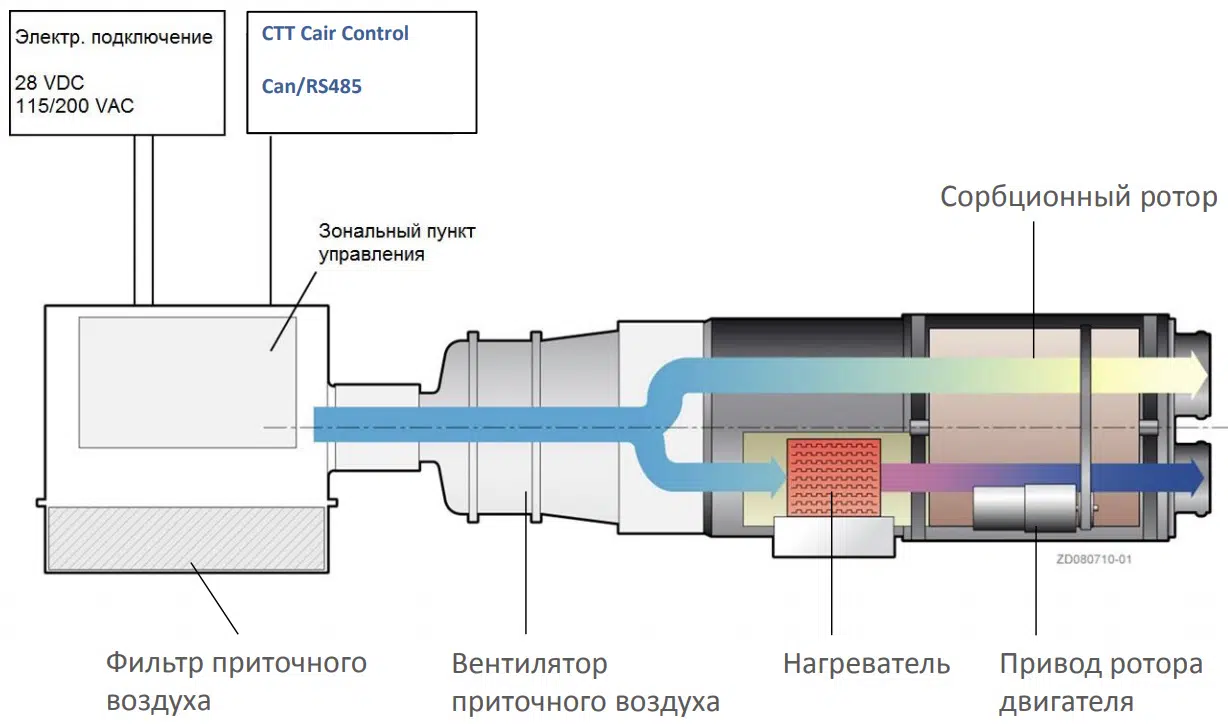 Электр. подключение
28 VDC
115/200 VAC
CTT Cair Control
Can/RS485
Сорбционный ротор
Зональный пункт
управления
ZD080710-01
Фильтр приточного
воздуха
Вентилятор
приточного воздуха
Нагреватель
Привод ротора
двигателя